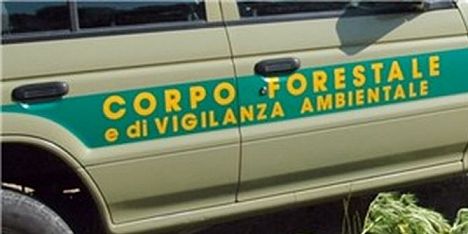 CORPO FORESTALE
e di VIGILANZA AMBIENTALE